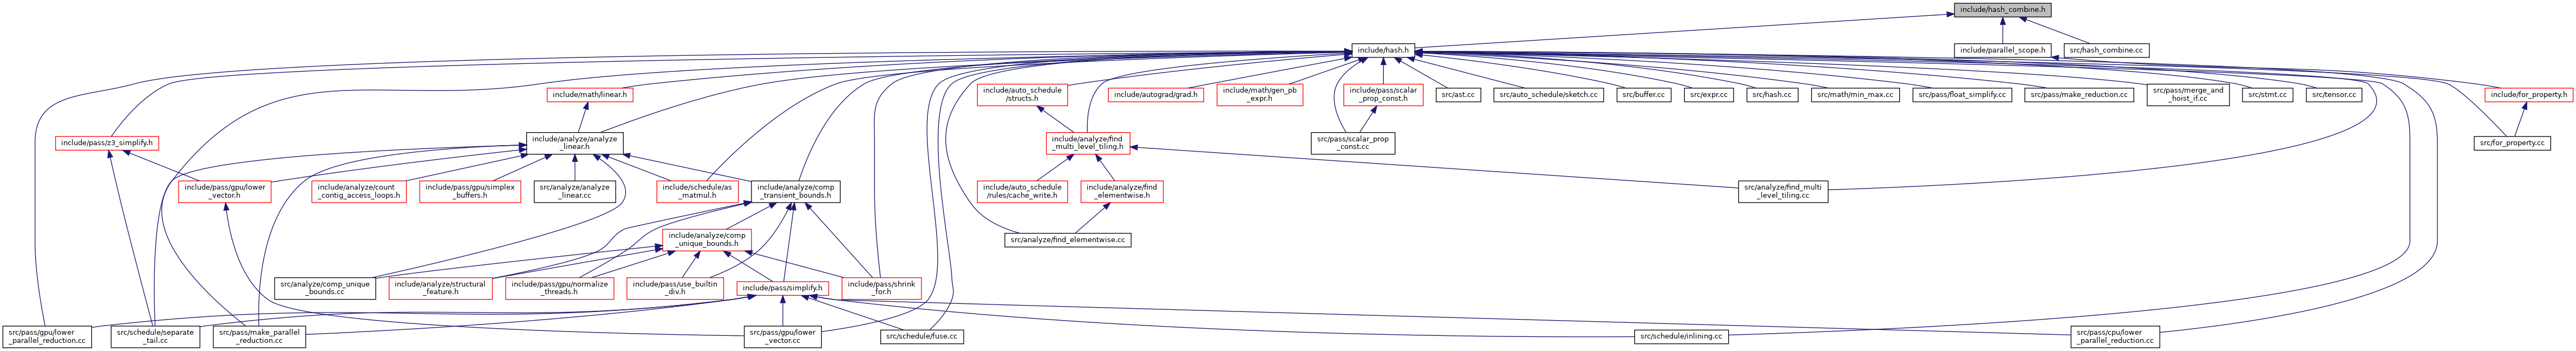 include/hash_combine.h
include/hash.h
include/parallel_scope.h
src/hash_combine.cc
include/math/linear.h
include/auto_schedule
/structs.h
include/autograd/grad.h
include/math/gen_pb
_expr.h
include/pass/scalar
_prop_const.h
src/ast.cc
src/auto_schedule/sketch.cc
src/buffer.cc
src/expr.cc
src/hash.cc
src/math/min_max.cc
src/pass/float_simplify.cc
src/pass/make_reduction.cc
src/pass/merge_and
_hoist_if.cc
src/stmt.cc
src/tensor.cc
include/for_property.h
include/pass/z3_simplify.h
include/analyze/analyze
_linear.h
include/analyze/find
_multi_level_tiling.h
src/pass/scalar_prop
_const.cc
src/for_property.cc
include/pass/gpu/lower
_vector.h
include/analyze/count
_contig_access_loops.h
include/pass/gpu/simplex
_buffers.h
src/analyze/analyze
_linear.cc
include/schedule/as
_matmul.h
include/analyze/comp
_transient_bounds.h
include/auto_schedule
/rules/cache_write.h
include/analyze/find
_elementwise.h
src/analyze/find_multi
_level_tiling.cc
include/analyze/comp
_unique_bounds.h
src/analyze/find_elementwise.cc
src/analyze/comp_unique
_bounds.cc
include/analyze/structural
_feature.h
include/pass/gpu/normalize
_threads.h
include/pass/use_builtin
_div.h
include/pass/simplify.h
include/pass/shrink
_for.h
src/pass/gpu/lower
_parallel_reduction.cc
src/schedule/separate
_tail.cc
src/pass/make_parallel
_reduction.cc
src/pass/gpu/lower
_vector.cc
src/schedule/fuse.cc
src/schedule/inlining.cc
src/pass/cpu/lower
_parallel_reduction.cc